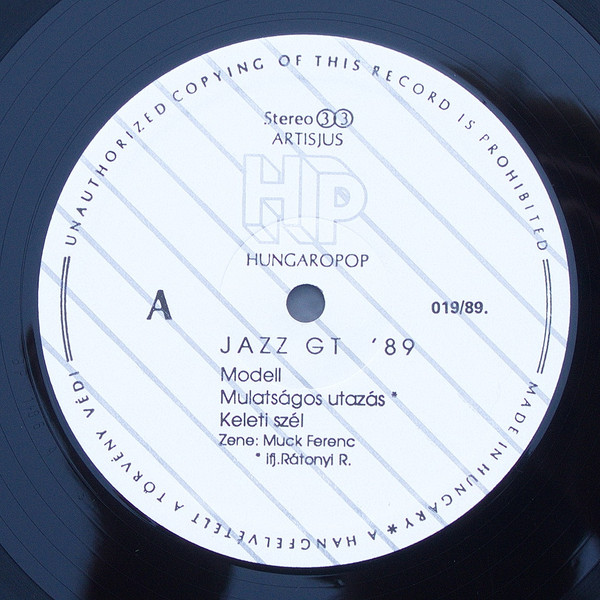 UNAUTHORIZED COPYING OF THIS RECORD IS PROHIBITED
Stereo 33
ARTISJUS
HP
HUNGAROPOP
A
019/89.
JAZZ GT '89
Modell
Mulatságos utazás *
Keleti szél
Zene: Muck Ferenc
* ifj.Rátonyi R.
MADE IN HUNGARY * A HANGFELVÉTELT A TÖRVÉNY VÉDI